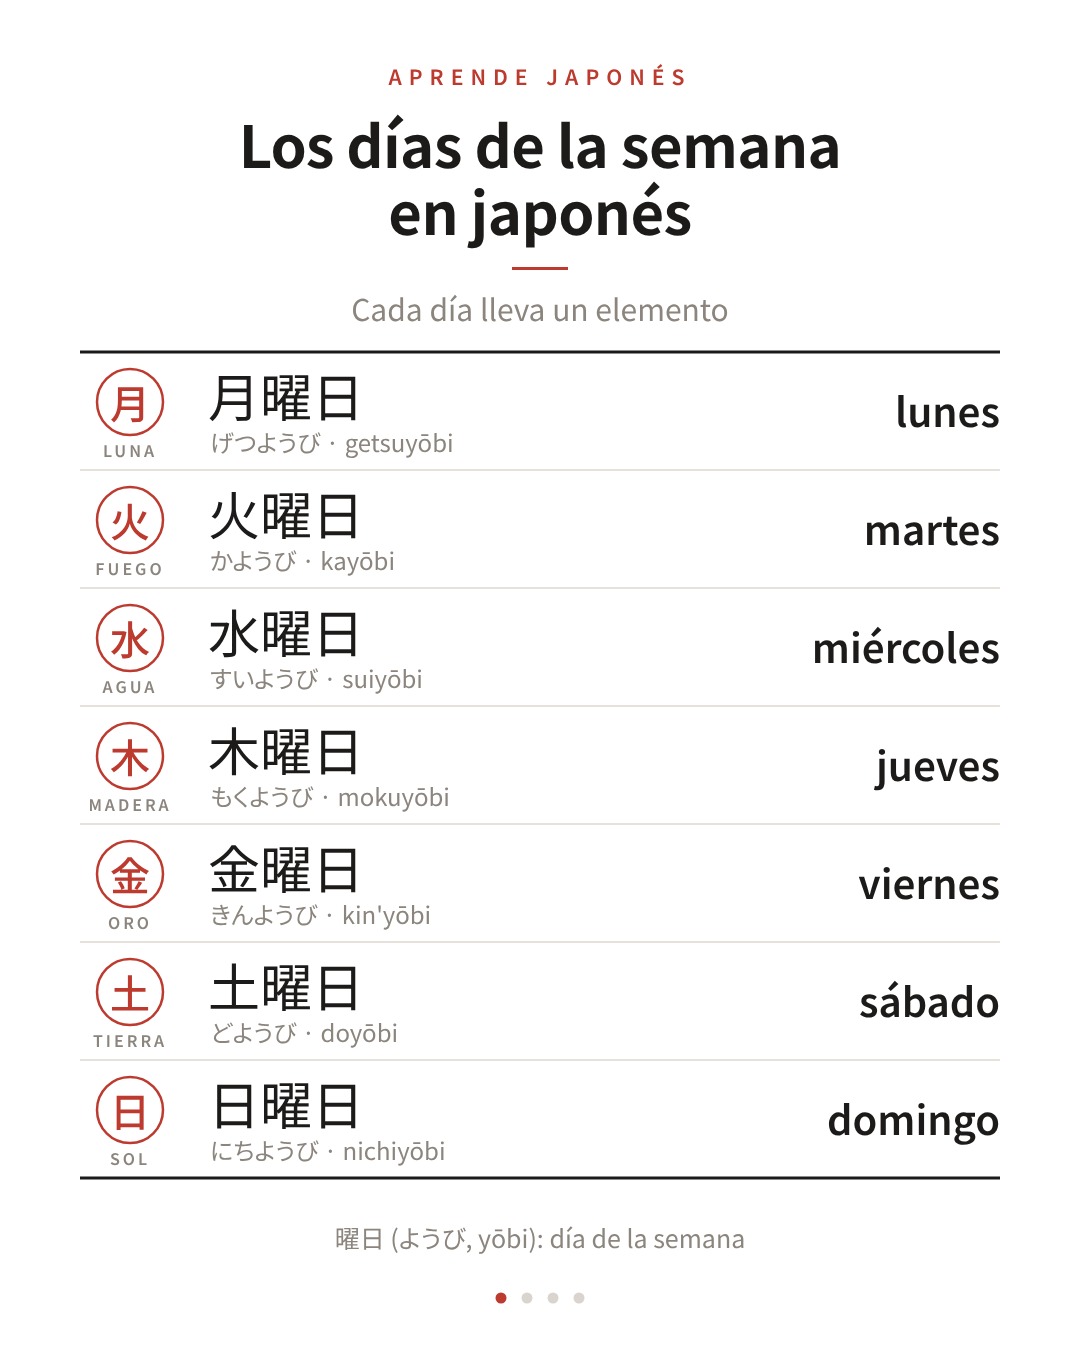 APRENDE JAPONÉS
Los días de la semana
en japonés
Cada día lleva un elemento
月
LUNA
月曜日
げつようび · getsuyōbi
lunes
火
FUEGO
火曜日
かようび · kayōbi
martes
水
AGUA
水曜日
すいようび · suiyōbi
miércoles
木
MADERA
木曜日
もくようび · mokuyōbi
jueves
金
ORO
金曜日
きんようび · kin'yōbi
viernes
土
TIERRA
土曜日
どようび · doyōbi
sábado
日
SOL
日曜日
にちようび · nichiyōbi
domingo
曜日 (ようび, yōbi): día de la semana